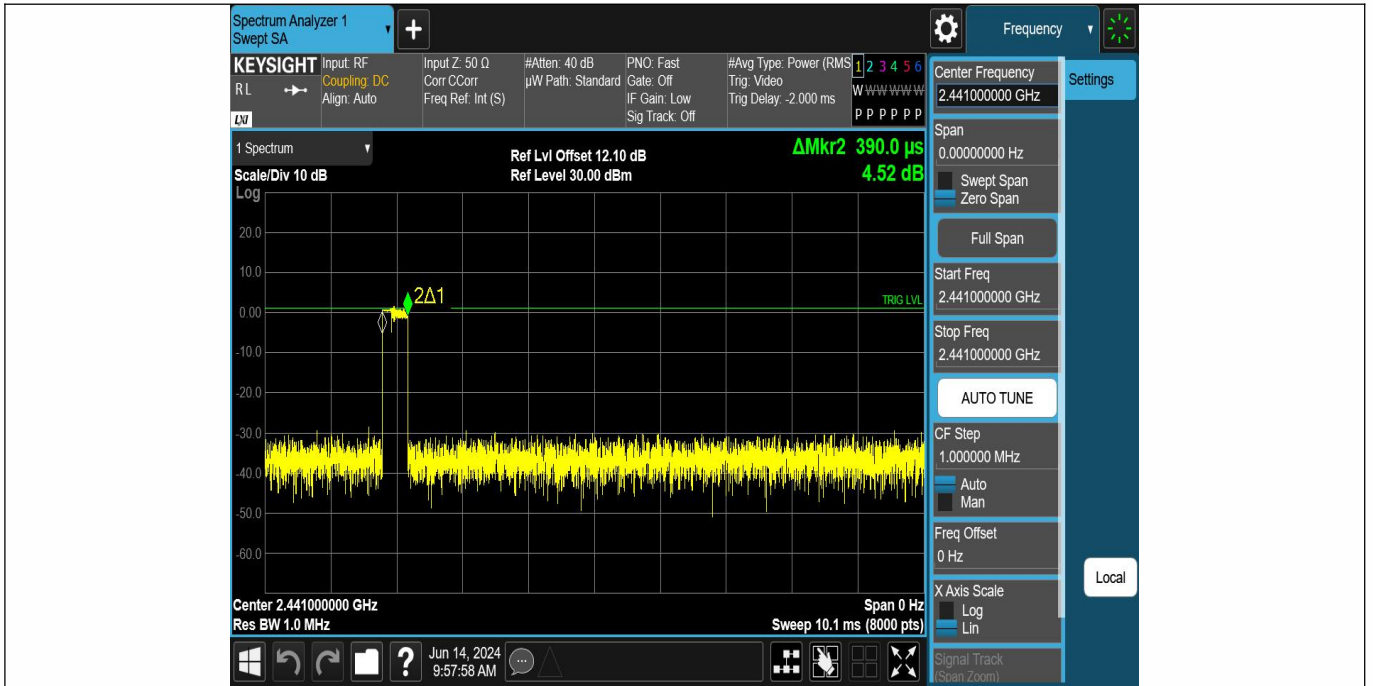 Spectrum Analyzer 1
Swept SA
+
Frequency
KEYSIGHT
R L
LXI
Input: RF
Coupling: DC
Align: Auto
Input Z: 50 Ω
Corr CCorr
Freq Ref: Int (S)
#Atten: 40 dB
µW Path: Standard
PNO: Fast
Gate: Off
IF Gain: Low
Sig Track: Off
#Avg Type: Power (RMS
Trig: Video
Trig Delay: -2.000 ms
1 2 3 4 5 6
W W W W W W
P P P P P P
1 Spectrum
Scale/Div 10 dB
Ref Lvl Offset 12.10 dB
Ref Level 30.00 dBm
ΔMkr2 390.0 µs
4.52 dB
Log
20.0
10.0
0.00
-10.0
-20.0
-30.0
-40.0
-50.0
-60.0
2Δ1
TRIG LVL
Center 2.441000000 GHz
Res BW 1.0 MHz
Span 0 Hz
Sweep 10.1 ms (8000 pts)
Center Frequency
2.441000000 GHz
Span
0.00000000 Hz
Swept Span
Zero Span
Full Span
Start Freq
2.441000000 GHz
Stop Freq
2.441000000 GHz
AUTO TUNE
CF Step
1.000000 MHz
Auto
Man
Freq Offset
0 Hz
X Axis Scale
Log
Lin
Signal Track
(Span Zoom)
Settings
Local
?
Jun 14, 2024
9:57:58 AM